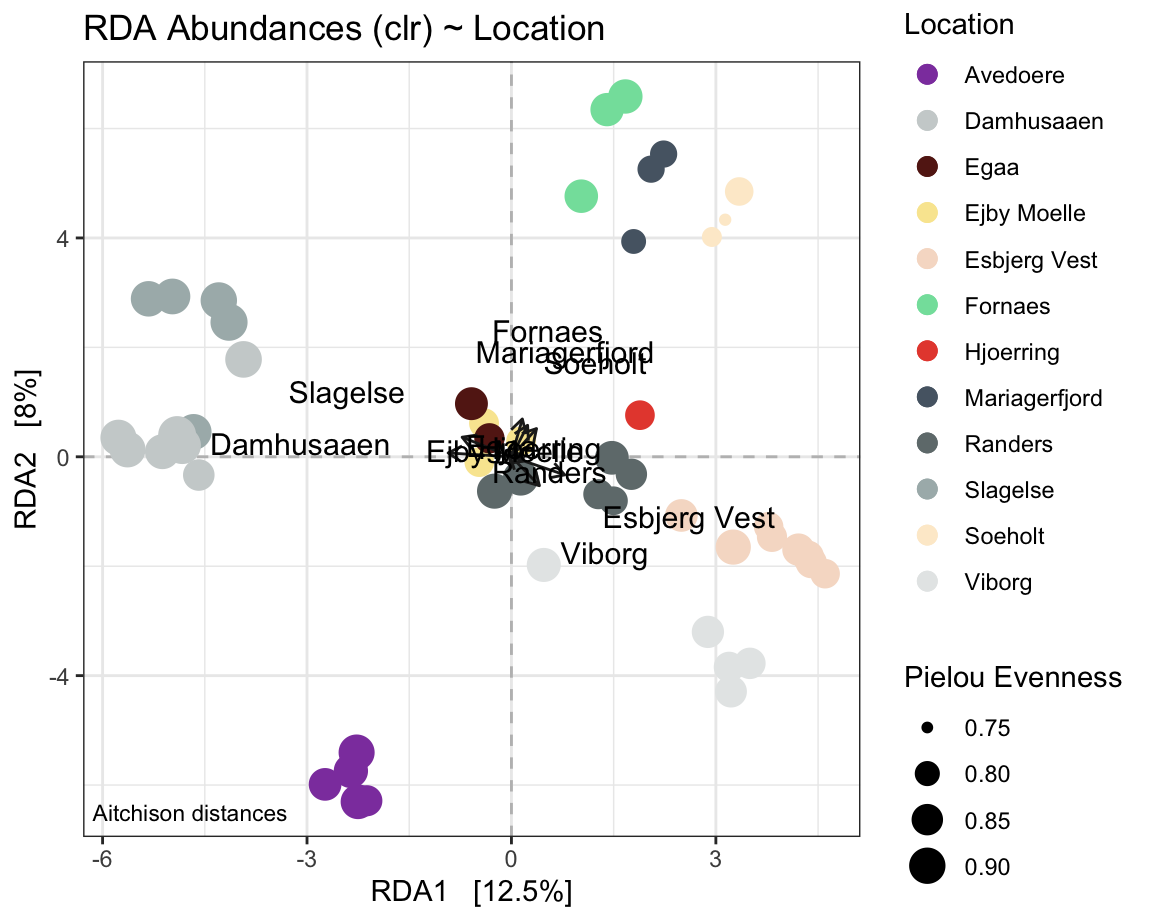 RDA Abundances (clr) ~ Location
RDA2 [8%]
4
0
-4
Fornaes
Mariagerfjord
Soeholt
Slagelse
Damhusaaen
Randers
Esbjerg Vest
Viborg
Aitchison distances
-6
-3
0
3
RDA1 [12.5%]
Location
Avedoere
Damhusaaen
Egaa
Ejby Moelle
Esbjerg Vest
Fornaes
Hjoerring
Mariagerfjord
Randers
Slagelse
Soeholt
Viborg
Pielou Evenness
0.75
0.80
0.85
0.90